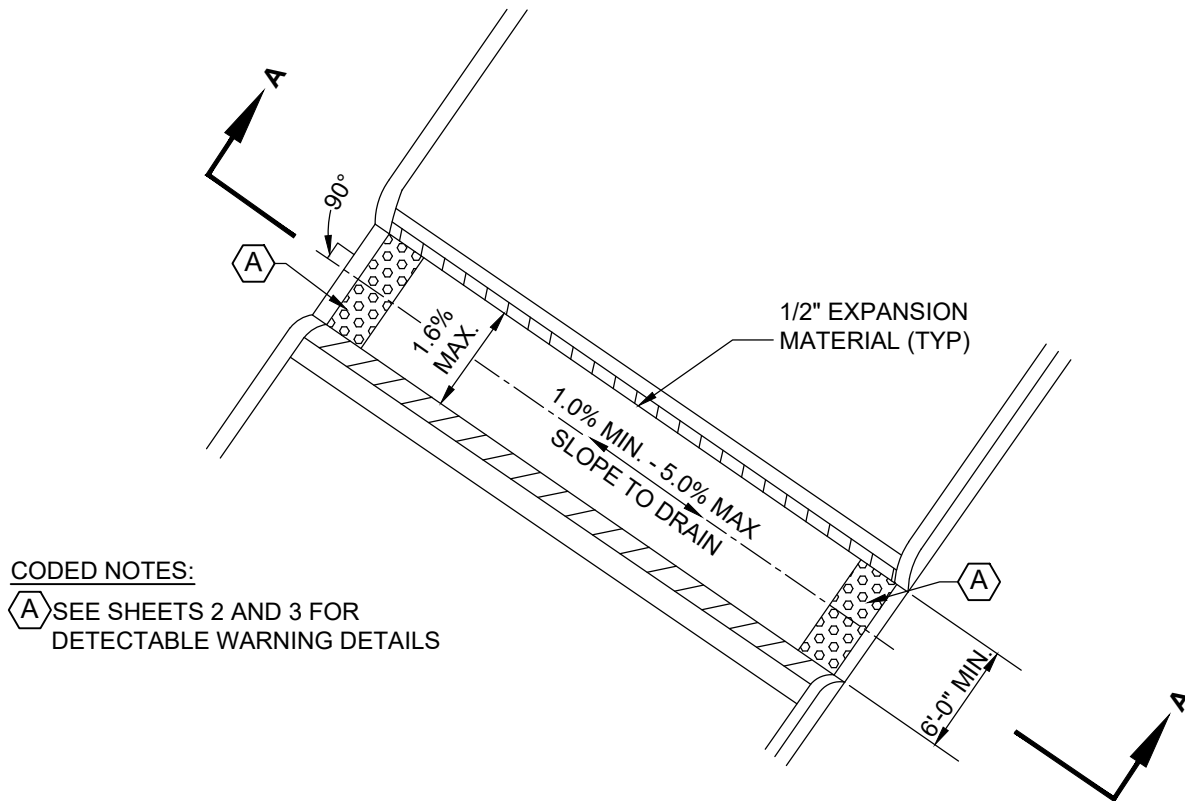 A
90°
A
1/2" EXPANSION
MATERIAL (TYP)
1.6%
MAX.
1.0% MIN. - 5.0% MAX
SLOPE TO DRAIN
CODED NOTES:
A SEE SHEETS 2 AND 3 FOR
DETECTABLE WARNING DETAILS
A
6'-0" MIN.
A